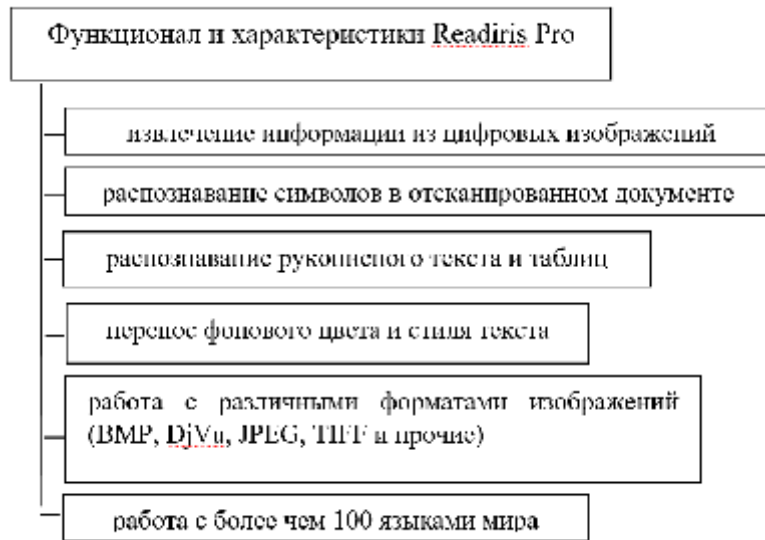 Функционал и характеристики Readiris Pro
извлечение информации из цифровых изображений
распознавание символов в отсканированном документе
распознавание рукописного текста и таблиц
перенос фонового цвета и стиля текста
работа с различными форматами изображений
(BMP, DjVu, JPEG, TIFF и прочие)
работа с более чем 100 языками мира